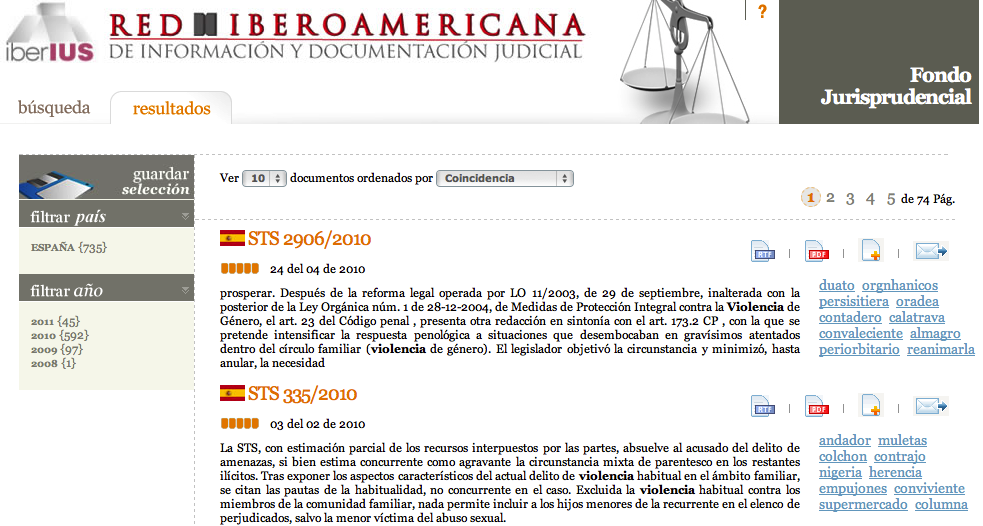 iberIUS
RED IBEROAMERICANA
DE INFORMACIÓN Y DOCUMENTACIÓN JUDICIAL
?
Fondo
Jurisprudencial
búsqueda
resultados
guardar
selección
filtrar país
ESPAÑA {735}
filtrar año
2011 {45}
2010 {592}
2009 {97}
2008 {1}
Ver 10 documentos ordenados por Coincidencia
1 2 3 4 5 de 74 Pág.
STS 2906/2010
RTF | PDF | |
24 del 04 de 2010
prosperar. Después de la reforma legal operada por LO 11/2003, de 29 de septiembre, inalterada con la
posterior de la Ley Orgánica núm. 1 de 28-12-2004, de Medidas de Protección Integral contra la Violencia de
Género, el art. 23 del Código penal , presenta otra redacción en sintonía con el art. 173.2 CP , con la que se
pretende intensificar la respuesta penológica a situaciones que desembocaban en gravísimos atentados
dentro del círculo familiar (violencia de género). El legislador objetivó la circunstancia y minimizó, hasta
anular, la necesidad
duato orgnhanicos
persisitiera oradea
contadero calatrava
convaleciente almagro
periorbitario reanimarla
STS 335/2010
RTF | PDF | |
03 del 02 de 2010
La STS, con estimación parcial de los recursos interpuestos por las partes, absuelve al acusado del delito de
amenazas, si bien estima concurrente como agravante la circunstancia mixta de parentesco en los restantes
ilícitos. Tras exponer los aspectos característicos del actual delito de violencia habitual en el ámbito familiar,
se citan las pautas de la habitualidad, no concurrente en el caso. Excluida la violencia habitual contra los
miembros de la comunidad familiar, nada permite incluir a los hijos menores de la recurrente en el elenco de
perjudicados, salvo la menor víctima del abuso sexual.
andador muletas
colchon contrajo
nigeria herencia
empujones conviviente
supermercado columna